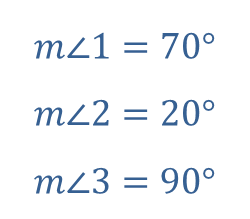 m∠1 = 70°
m∠2 = 20°
m∠3 = 90°